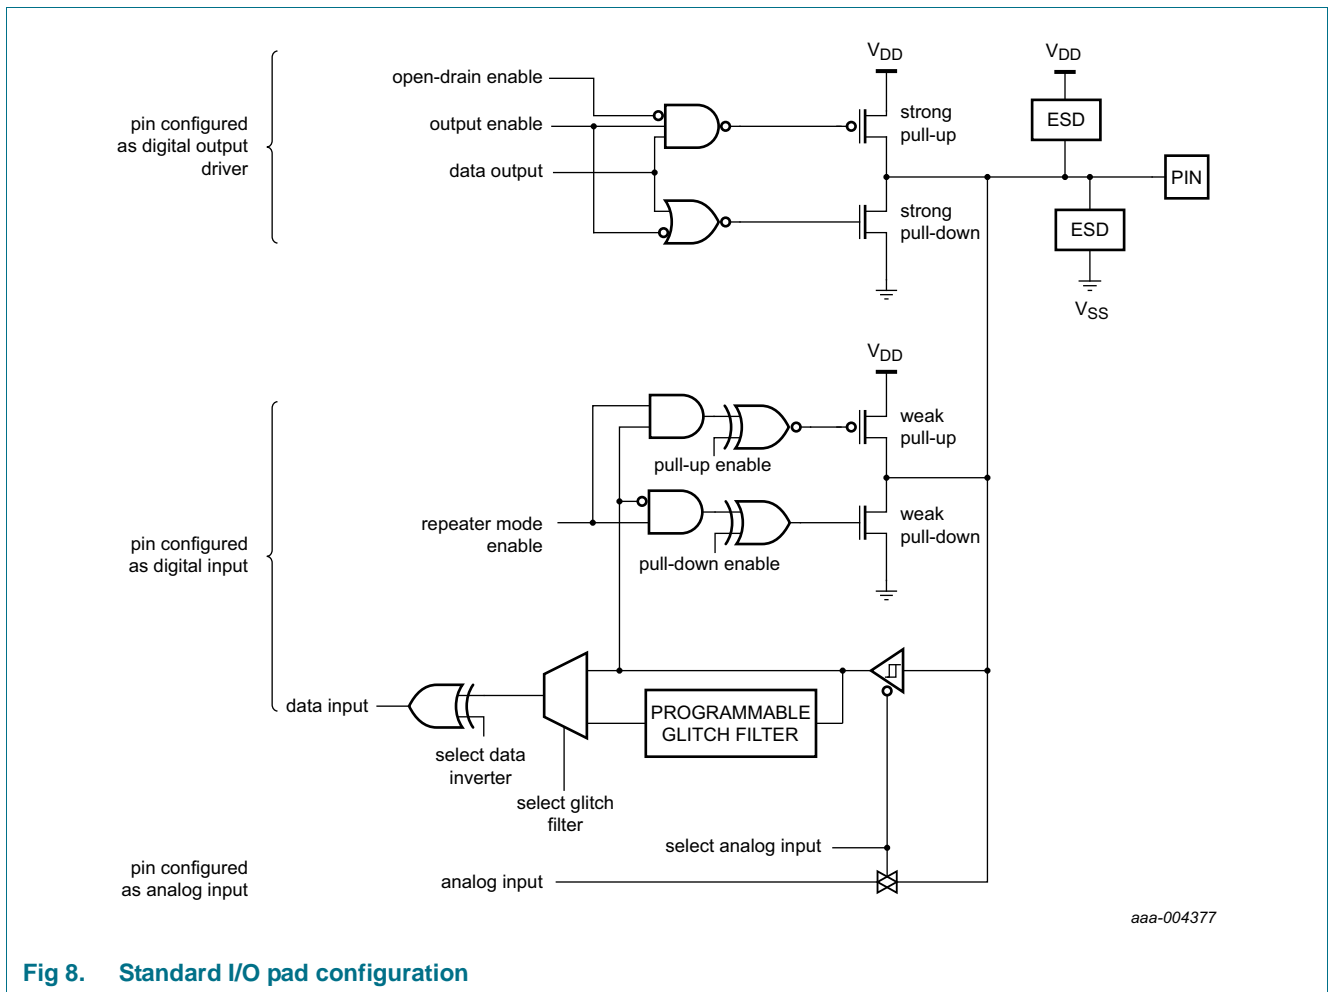 VDD
VDD
open-drain enable
strong
pull-up
ESD
pin configured
as digital output
driver
output enable
data output
PIN
strong
pull-down
ESD
VSS
VDD
weak
pull-up
pull-up enable
repeater mode
enable
weak
pull-down
pin configured
as digital input
pull-down enable
data input
PROGRAMMABLE
GLITCH FILTER
select data
inverter
select glitch
filter
select analog input
pin configured
as analog input
analog input
aaa-004377
Fig 8. Standard I/O pad configuration